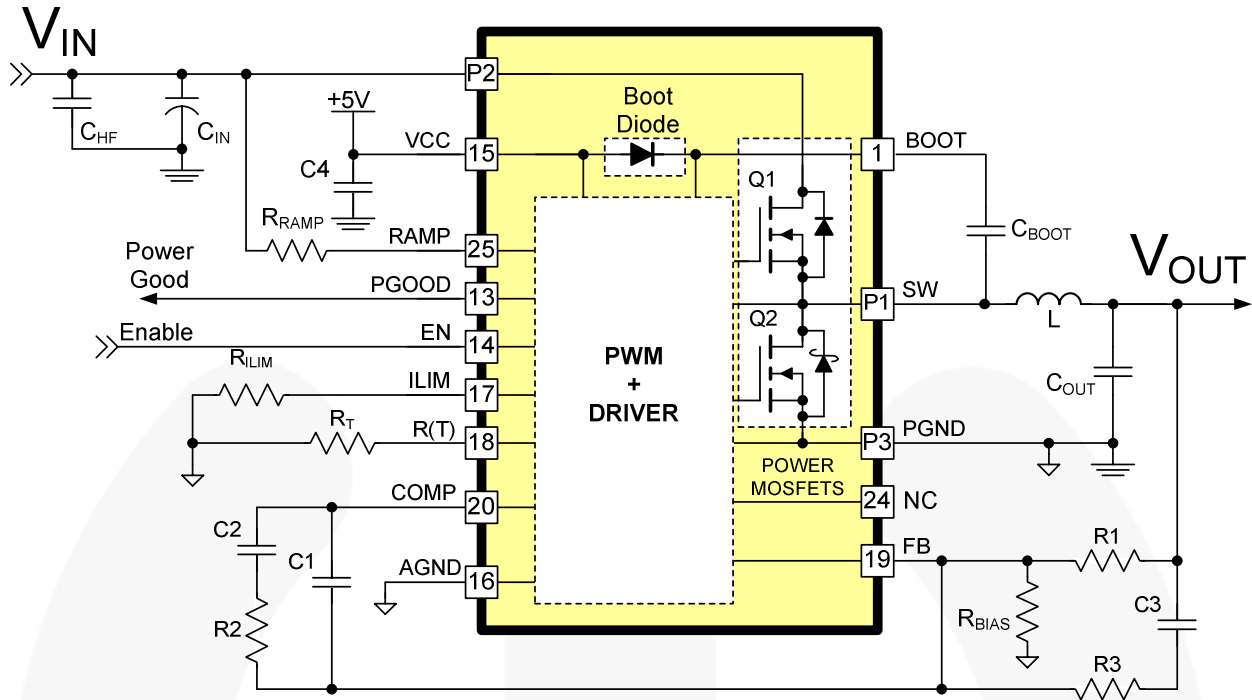 VIN
CHF
CIN
+5V
C4
RRAMP
Power
Good
Enable
RILIM
RT
C2
C1
R2
P2
VCC 15
RAMP 25
PGOOD 13
EN 14
ILIM 17
R(T) 18
COMP 20
AGND 16
Boot
Diode
Q1
Q2
PWM
+
DRIVER
POWER
MOSFETS
1 BOOT
P1 SW
P3 PGND
24 NC
19 FB
CBOOT
VOUT
L
COUT
R1
RBIAS
C3
R3